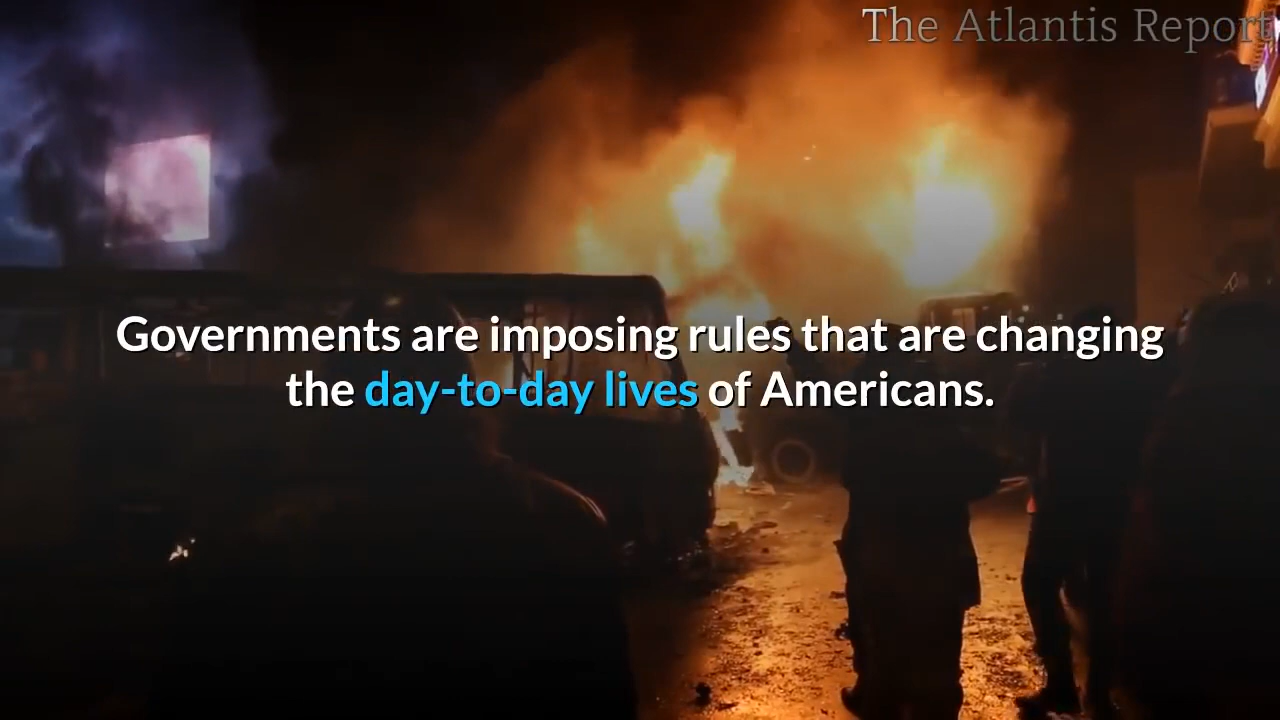 The Atlantis Report
Governments are imposing rules that are changing
the day-to-day lives of Americans.